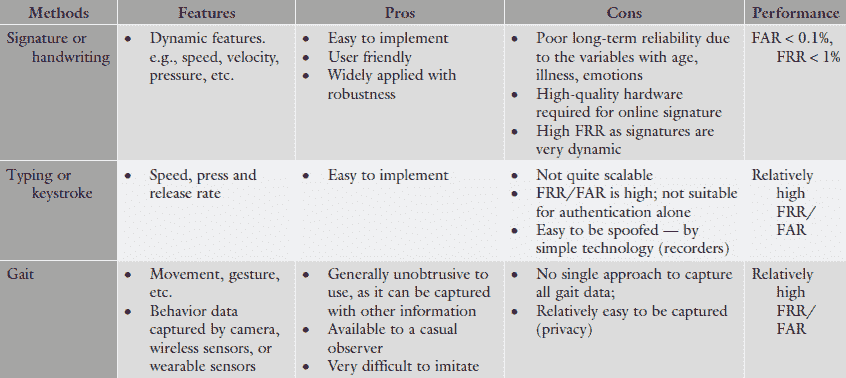 Methods
Features
Pros
Cons
Performance
Signature or
handwriting
• Dynamic features.
e.g., speed, velocity,
pressure, etc.
• Easy to implement
• User friendly
• Widely applied with
robustness
• Poor long-term reliability due
to the variables with age,
illness, emotions
• High-quality hardware
required for online signature
• High FRR as signatures are
very dynamic
FAR < 0.1%,
FRR < 1%
Typing or
keystroke
• Speed, press and
release rate
• Easy to implement
• Not quite scalable
• FRR/FAR is high; not suitable
for authentication alone
• Easy to be spoofed — by
simple technology (recorders)
Relatively
high
FRR/
FAR
Gait
• Movement, gesture,
etc.
• Behavior data
captured by camera,
wireless sensors, or
wearable sensors
• Generally unobtrusive to
use, as it can be captured
with other information
• Available to a casual
observer
• Very difficult to imitate
• No single approach to capture
all gait data;
• Relatively easy to be captured
(privacy)
Relatively
high
FRR/
FAR